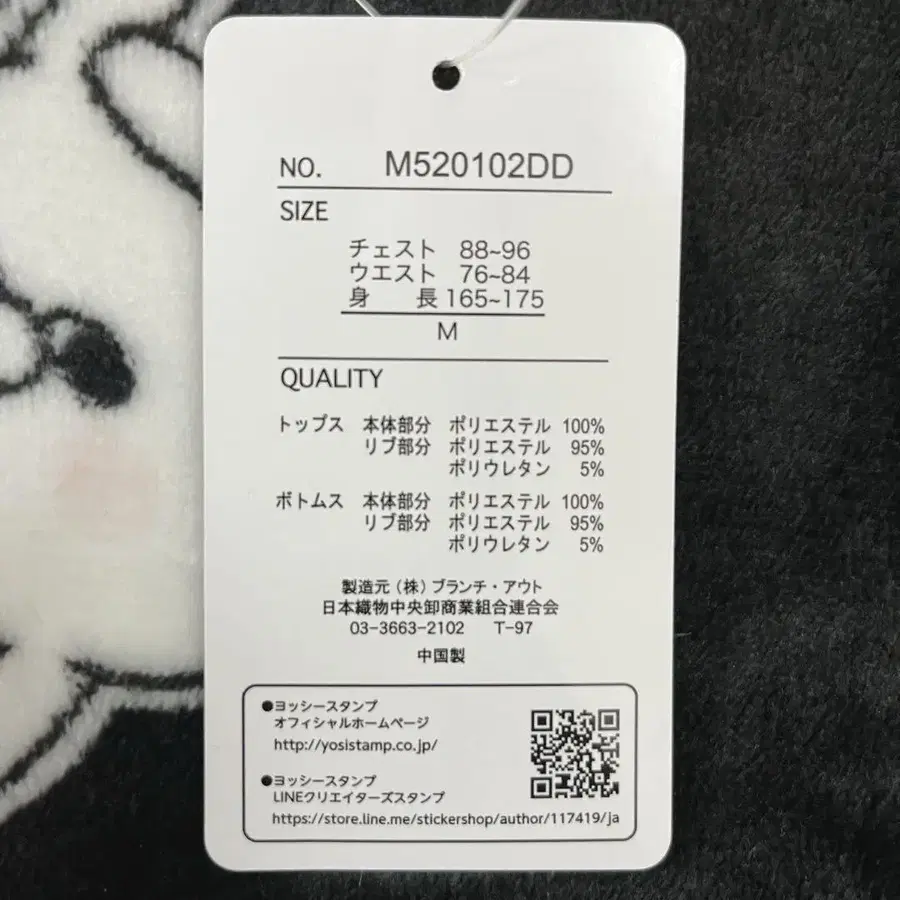 NO. M520102DD
SIZE
チェスト 88~96
ウエスト 76~84
身 長 165~175
M
QUALITY
トップス 本体部分 ポリエステル 100%
リブ部分 ポリエステル 95%
ポリウレタン 5%
ボトムス 本体部分 ポリエステル 100%
リブ部分 ポリエステル 95%
ポリウレタン 5%
製造元(株)ブランチ・アウト
日本織物中央卸商業組合連合会
03-3663-2102 T-97
中国製
●ヨッシースタンプ
オフィシャルホームページ
http://yosistamp.co.jp/
●ヨッシースタンプ
LINEクリエイターズスタンプ
https://store.line.me/stickershop/author/117419/ja